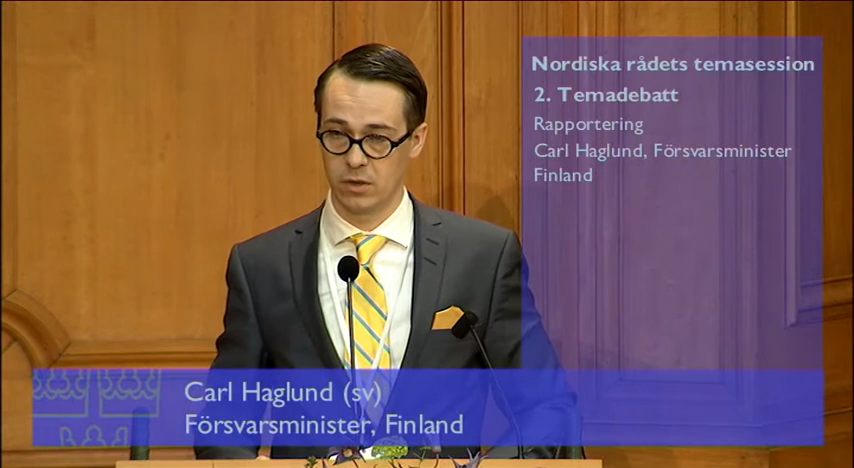 Nordiska rådets temasession
2. Temadebatt
Rapportering
Carl Haglund, Försvarsminister
Finland
Carl Haglund (sv)
Försvarsminister, Finland